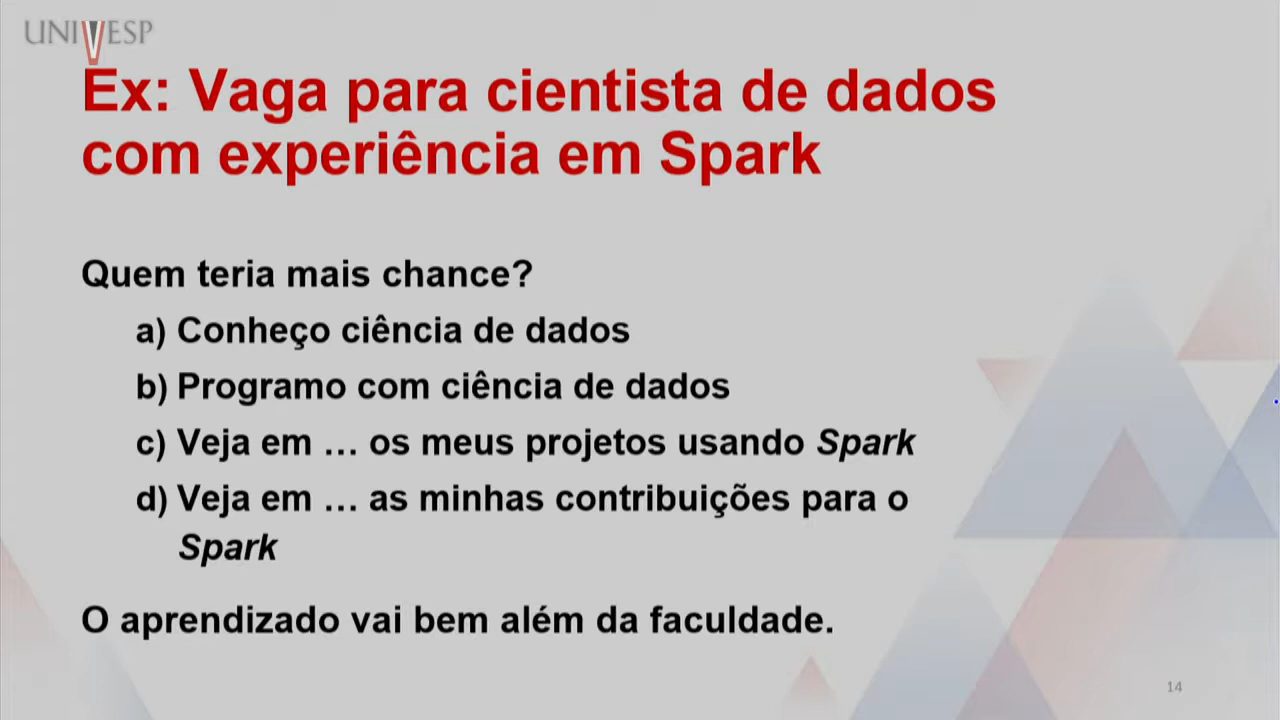 UNIVESP
Ex: Vaga para cientista de dados
com experiência em Spark
Quem teria mais chance?
a) Conheço ciência de dados
b) Programo com ciência de dados
c) Veja em … os meus projetos usando Spark
d) Veja em … as minhas contribuições para o
Spark
O aprendizado vai bem além da faculdade.
14